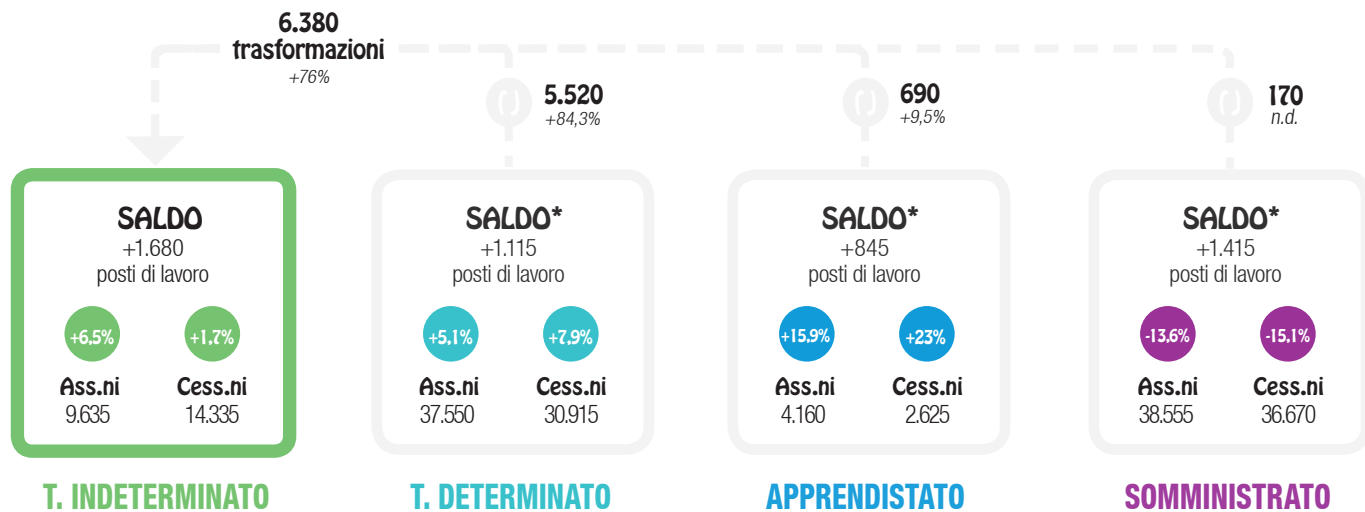 6.380
trasformazioni
+76%
5.520
+84,3%
690
+9,5%
170
n.d.
SALDO
+1.680
posti di lavoro
+6,5%
+1,7%
Ass.ni
Cess.ni
9.635
14.335
T. INDETERMINATO
SALDO*
+1.115
posti di lavoro
+5,1%
+7,9%
Ass.ni
Cess.ni
37.550
30.915
T. DETERMINATO
SALDO*
+845
posti di lavoro
+15,9%
+23%
Ass.ni
Cess.ni
4.160
2.625
APPRENDISTATO
SALDO*
+1.415
posti di lavoro
-13,6%
-15,1%
Ass.ni
Cess.ni
38.555
36.670
SOMMINISTRATO